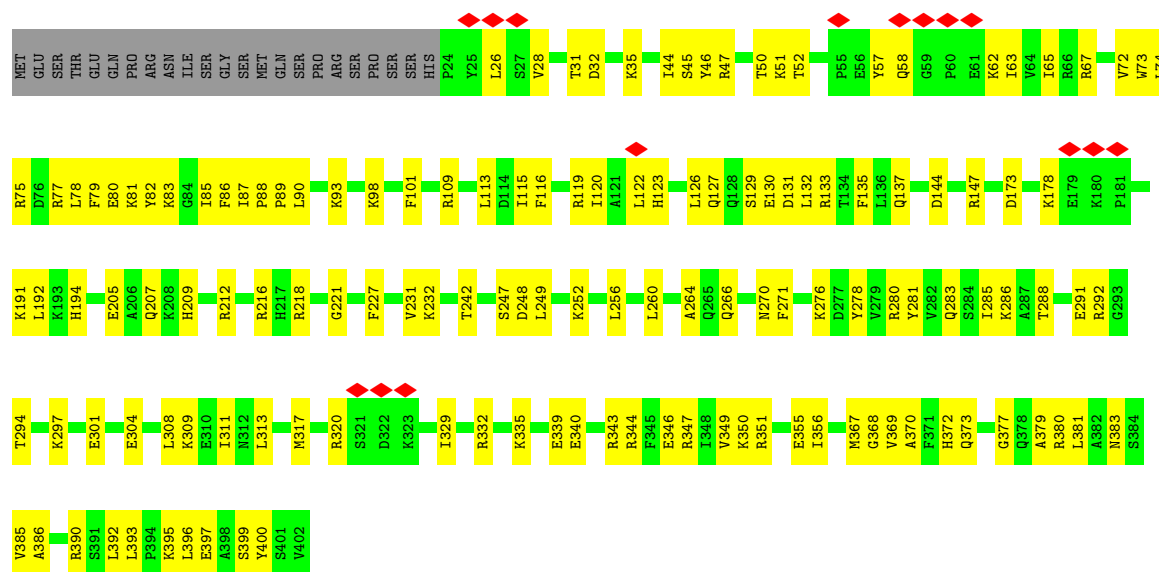 MET GLU SER THR GLU GLN PRO ARG ASN ILE SER GLY SER MET GLN SER PRO ARG SER PRO SER SER HIS P24 Y25 L26 S27 V28 T31 D32 K35 I44 S45 Y46 R47 T50 K51 T52 P55 E56 Y57 Q58 G59 P60 E61 K62 I63 V64 I65 R66 R67 V72 W73 L74
R75 D76 R77 L78 F79 E80 K81 Y82 K83 G84 I85 F86 I87 P88 P89 L90 K93 K98 F101 R109 L113 D114 I115 F116 R119 I120 A121 L122 H123 L126 Q127 Q128 S129 E130 D131 L132 R133 T134 F135 L136 Q137 D144 R147 D173 K178 E179 K180 P181
K191 L192 K193 H194 E205 A206 Q207 K208 H209 R212 R216 H217 R218 G221 F227 V231 K232 T242 S247 D248 L249 K252 L256 L260 A264 Q265 Q266 N270 F271 K276 D277 Y278 V279 R280 Y281 V282 Q283 S284 I285 K286 A287 T288 E291 R292 G293
T294 K297 E301 E304 L308 K309 E310 I311 N312 L313 M317 R320 S321 D322 K323 I329 R332 K335 E339 E340 R343 R344 F345 E346 R347 I348 V349 K350 R351 E355 I356 M367 G368 V369 A370 F371 H372 Q373 G377 Q378 A379 R380 L381 A382 N383 S384
V385 A386 R390 S391 L392 L393 P394 K395 L396 E397 A398 S399 Y400 S401 V402